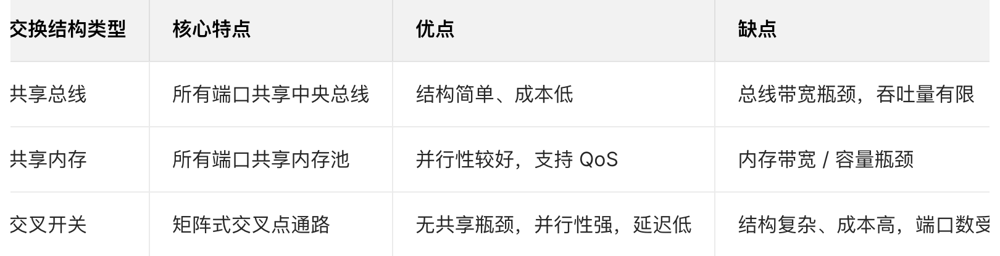 交换结构类型 核心特点 优点 缺点
共享总线 所有端口共享中央总线 结构简单、成本低 总线带宽瓶颈，吞吐量有限
共享内存 所有端口共享内存池 并行性较好，支持 QoS 内存带宽 / 容量瓶颈
交叉开关 矩阵式交叉点通路 无共享瓶颈，并行性强，延迟低 结构复杂、成本高，端口数受